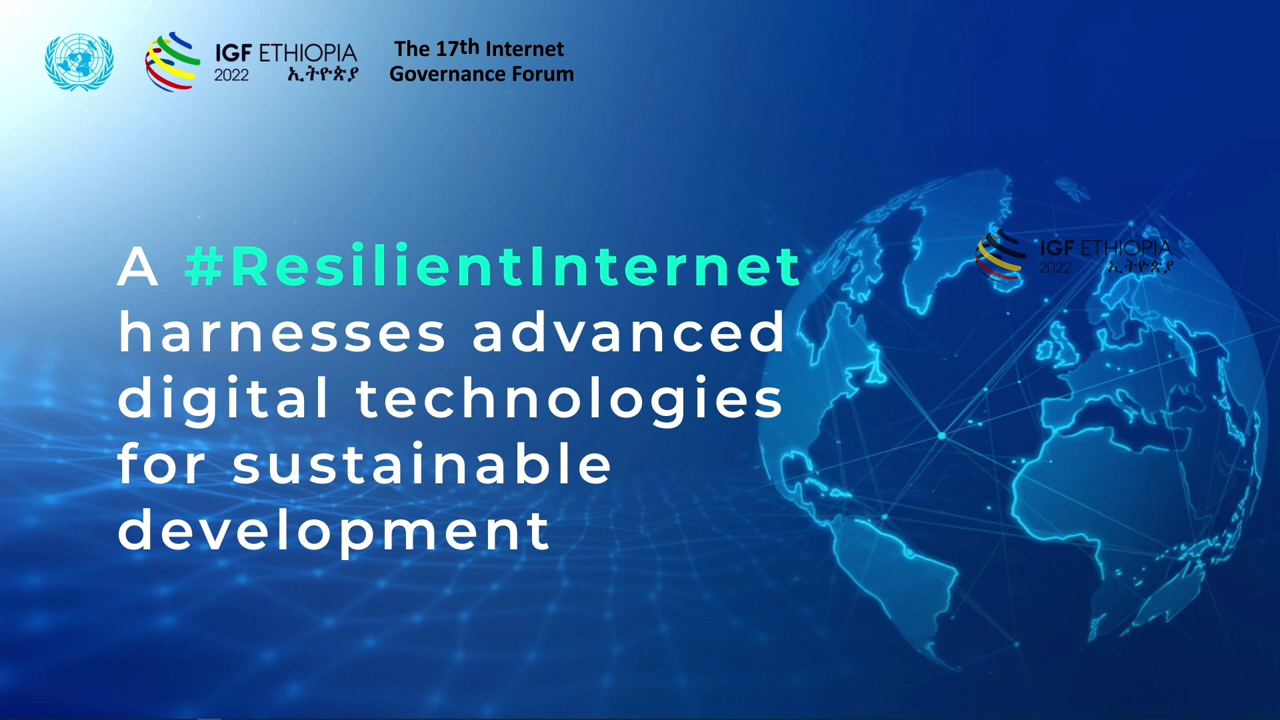 IGF ETHIOPIA
2022 ኢትዮጵያ
The 17th Internet
Governance Forum
A #ResilientInternet
harnesses advanced
digital technologies
for sustainable
development
IGF ETHIOPIA
2022 ኢትዮጵያ